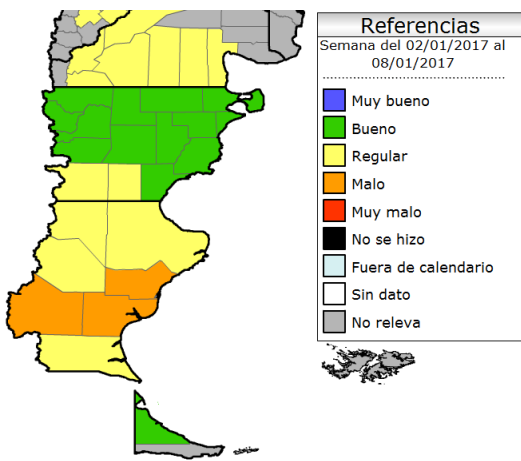 Referencias
Semana del 02/01/2017 al
08/01/2017
Muy bueno
Bueno
Regular
Malo
Muy malo
No se hizo
Fuera de calendario
Sin dato
No releva